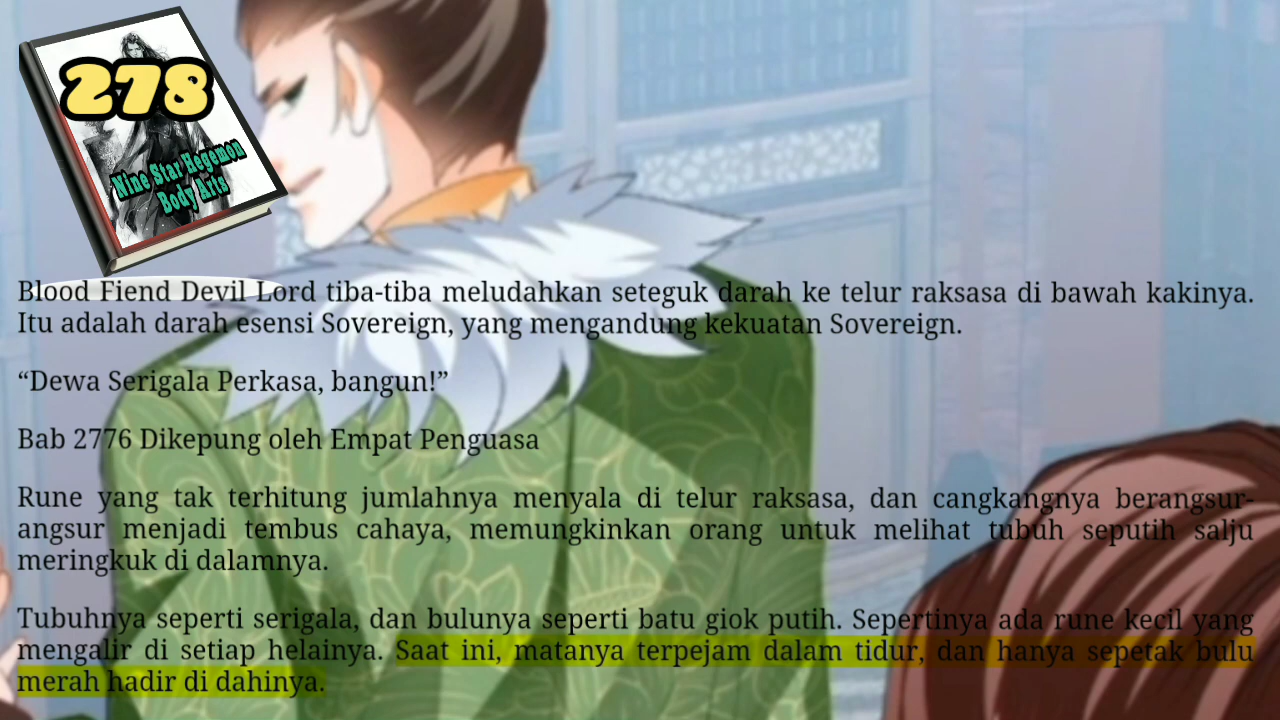 278
Nine Star Hegemon
Body Arts
Blood Fiend Devil Lord tiba-tiba meludahkan seteguk darah ke telur raksasa di bawah kakinya.
Itu adalah darah esensi Sovereign, yang mengandung kekuatan Sovereign.
“Dewa Serigala Perkasa, bangun!”
Bab 2776 Dikepung oleh Empat Penguasa
Rune yang tak terhitung jumlahnya menyala di telur raksasa, dan cangkangnya berangsur-
angsur menjadi tembus cahaya, memungkinkan orang untuk melihat tubuh seputih salju
meringkuk di dalamnya.
Tubuhnya seperti serigala, dan bulunya seperti batu giok putih. Sepertinya ada rune kecil yang
mengalir di setiap helainya. Saat ini, matanya terpejam dalam tidur, dan hanya sepetak bulu
merah hadir di dahinya.